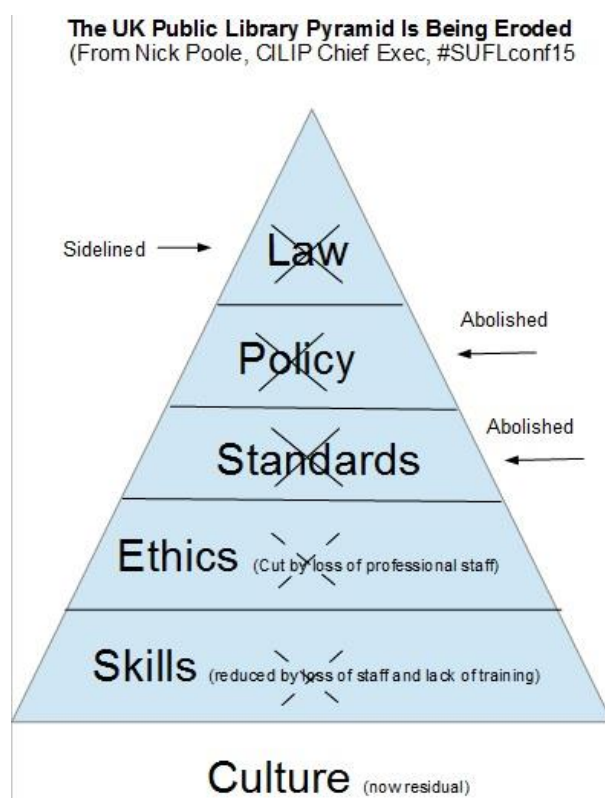 The UK Public Library Pyramid Is Being Eroded
(From Nick Poole, CILIP Chief Exec, #SUFLconf15
Sidelined
Law
Abolished
Policy
Abolished
Standards
Ethics (Cut by loss of professional staff)
Skills (reduced by loss of staff and lack of training)
Culture (now residual)